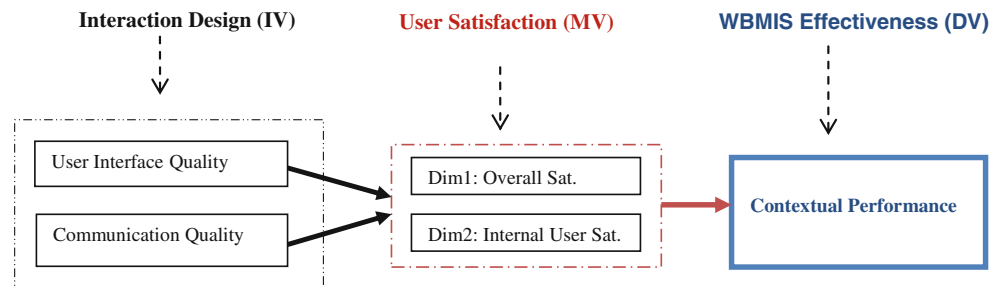 Interaction Design (IV)
User Satisfaction (MV)
WBMIS Effectiveness (DV)
User Interface Quality
Communication Quality
Dim1: Overall Sat.
Dim2: Internal User Sat.
Contextual Performance